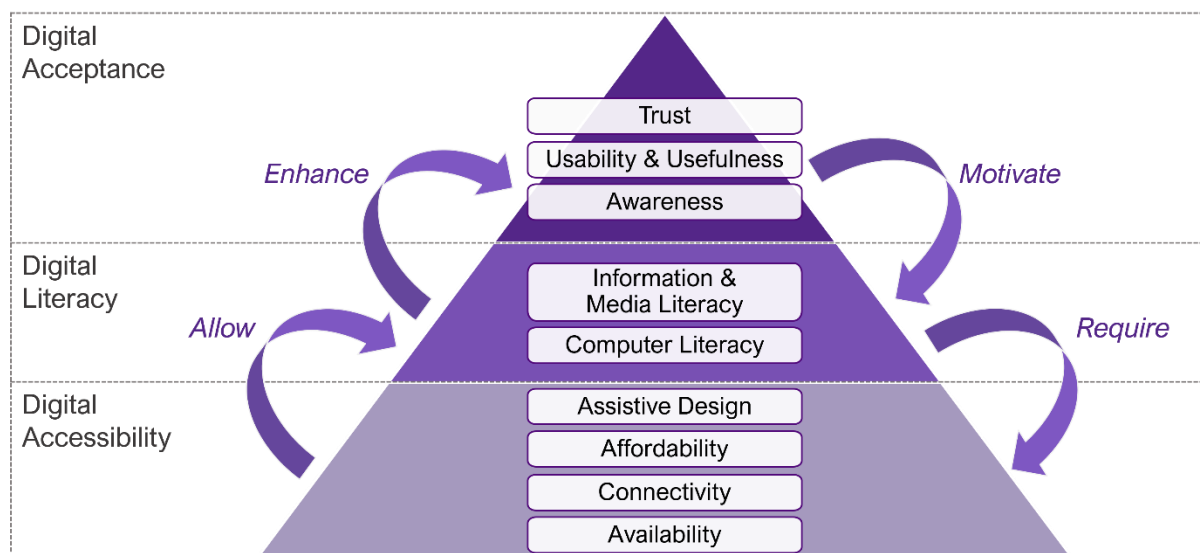 Digital
Acceptance
Trust
Usability & Usefulness
Awareness
Enhance
Motivate
Digital
Literacy
Information &
Media Literacy
Computer Literacy
Allow
Require
Digital
Accessibility
Assistive Design
Affordability
Connectivity
Availability